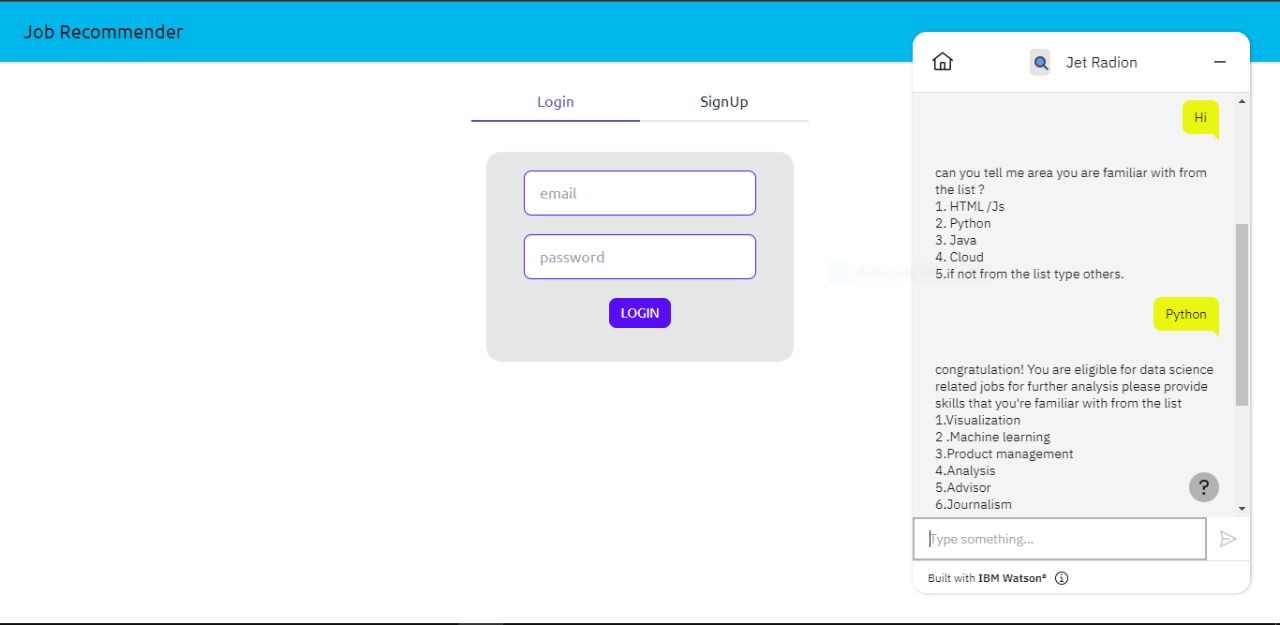 Job Recommender
Login
SignUp
email
password
LOGIN
Jet Radion
Hi
can you tell me area you are familiar with from
the list ?
1. HTML /Js
2. Python
3. Java
4. Cloud
5.if not from the list type others.
Python
congratulation! You are eligible for data science
related jobs for further analysis please provide
skills that you're familiar with from the list
1.Visualization
2 .Machine learning
3.Product management
4.Analysis
5.Advisor
6.Journalism
?
Type something...
Built with IBM Watson®